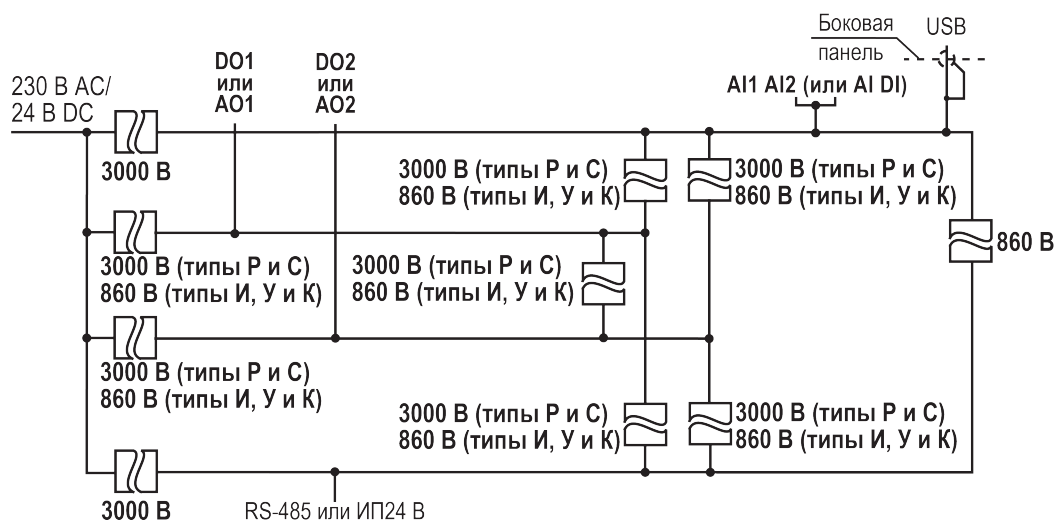 Боковая
панель
USB
DO1
или
AO1
DO2
или
AO2
230 В AC/
24 В DC
AI1 AI2 (или AI DI)
3000 В
3000 В (типы Р и С)
860 В (типы И, У и К)
3000 В (типы Р и С)
860 В (типы И, У и К)
860 В
3000 В (типы Р и С)
860 В (типы И, У и К)
3000 В (типы Р и С)
860 В (типы И, У и К)
3000 В (типы Р и С)
860 В (типы И, У и К)
3000 В (типы Р и С)
860 В (типы И, У и К)
3000 В (типы Р и С)
860 В (типы И, У и К)
3000 В
RS-485 или ИП24 В